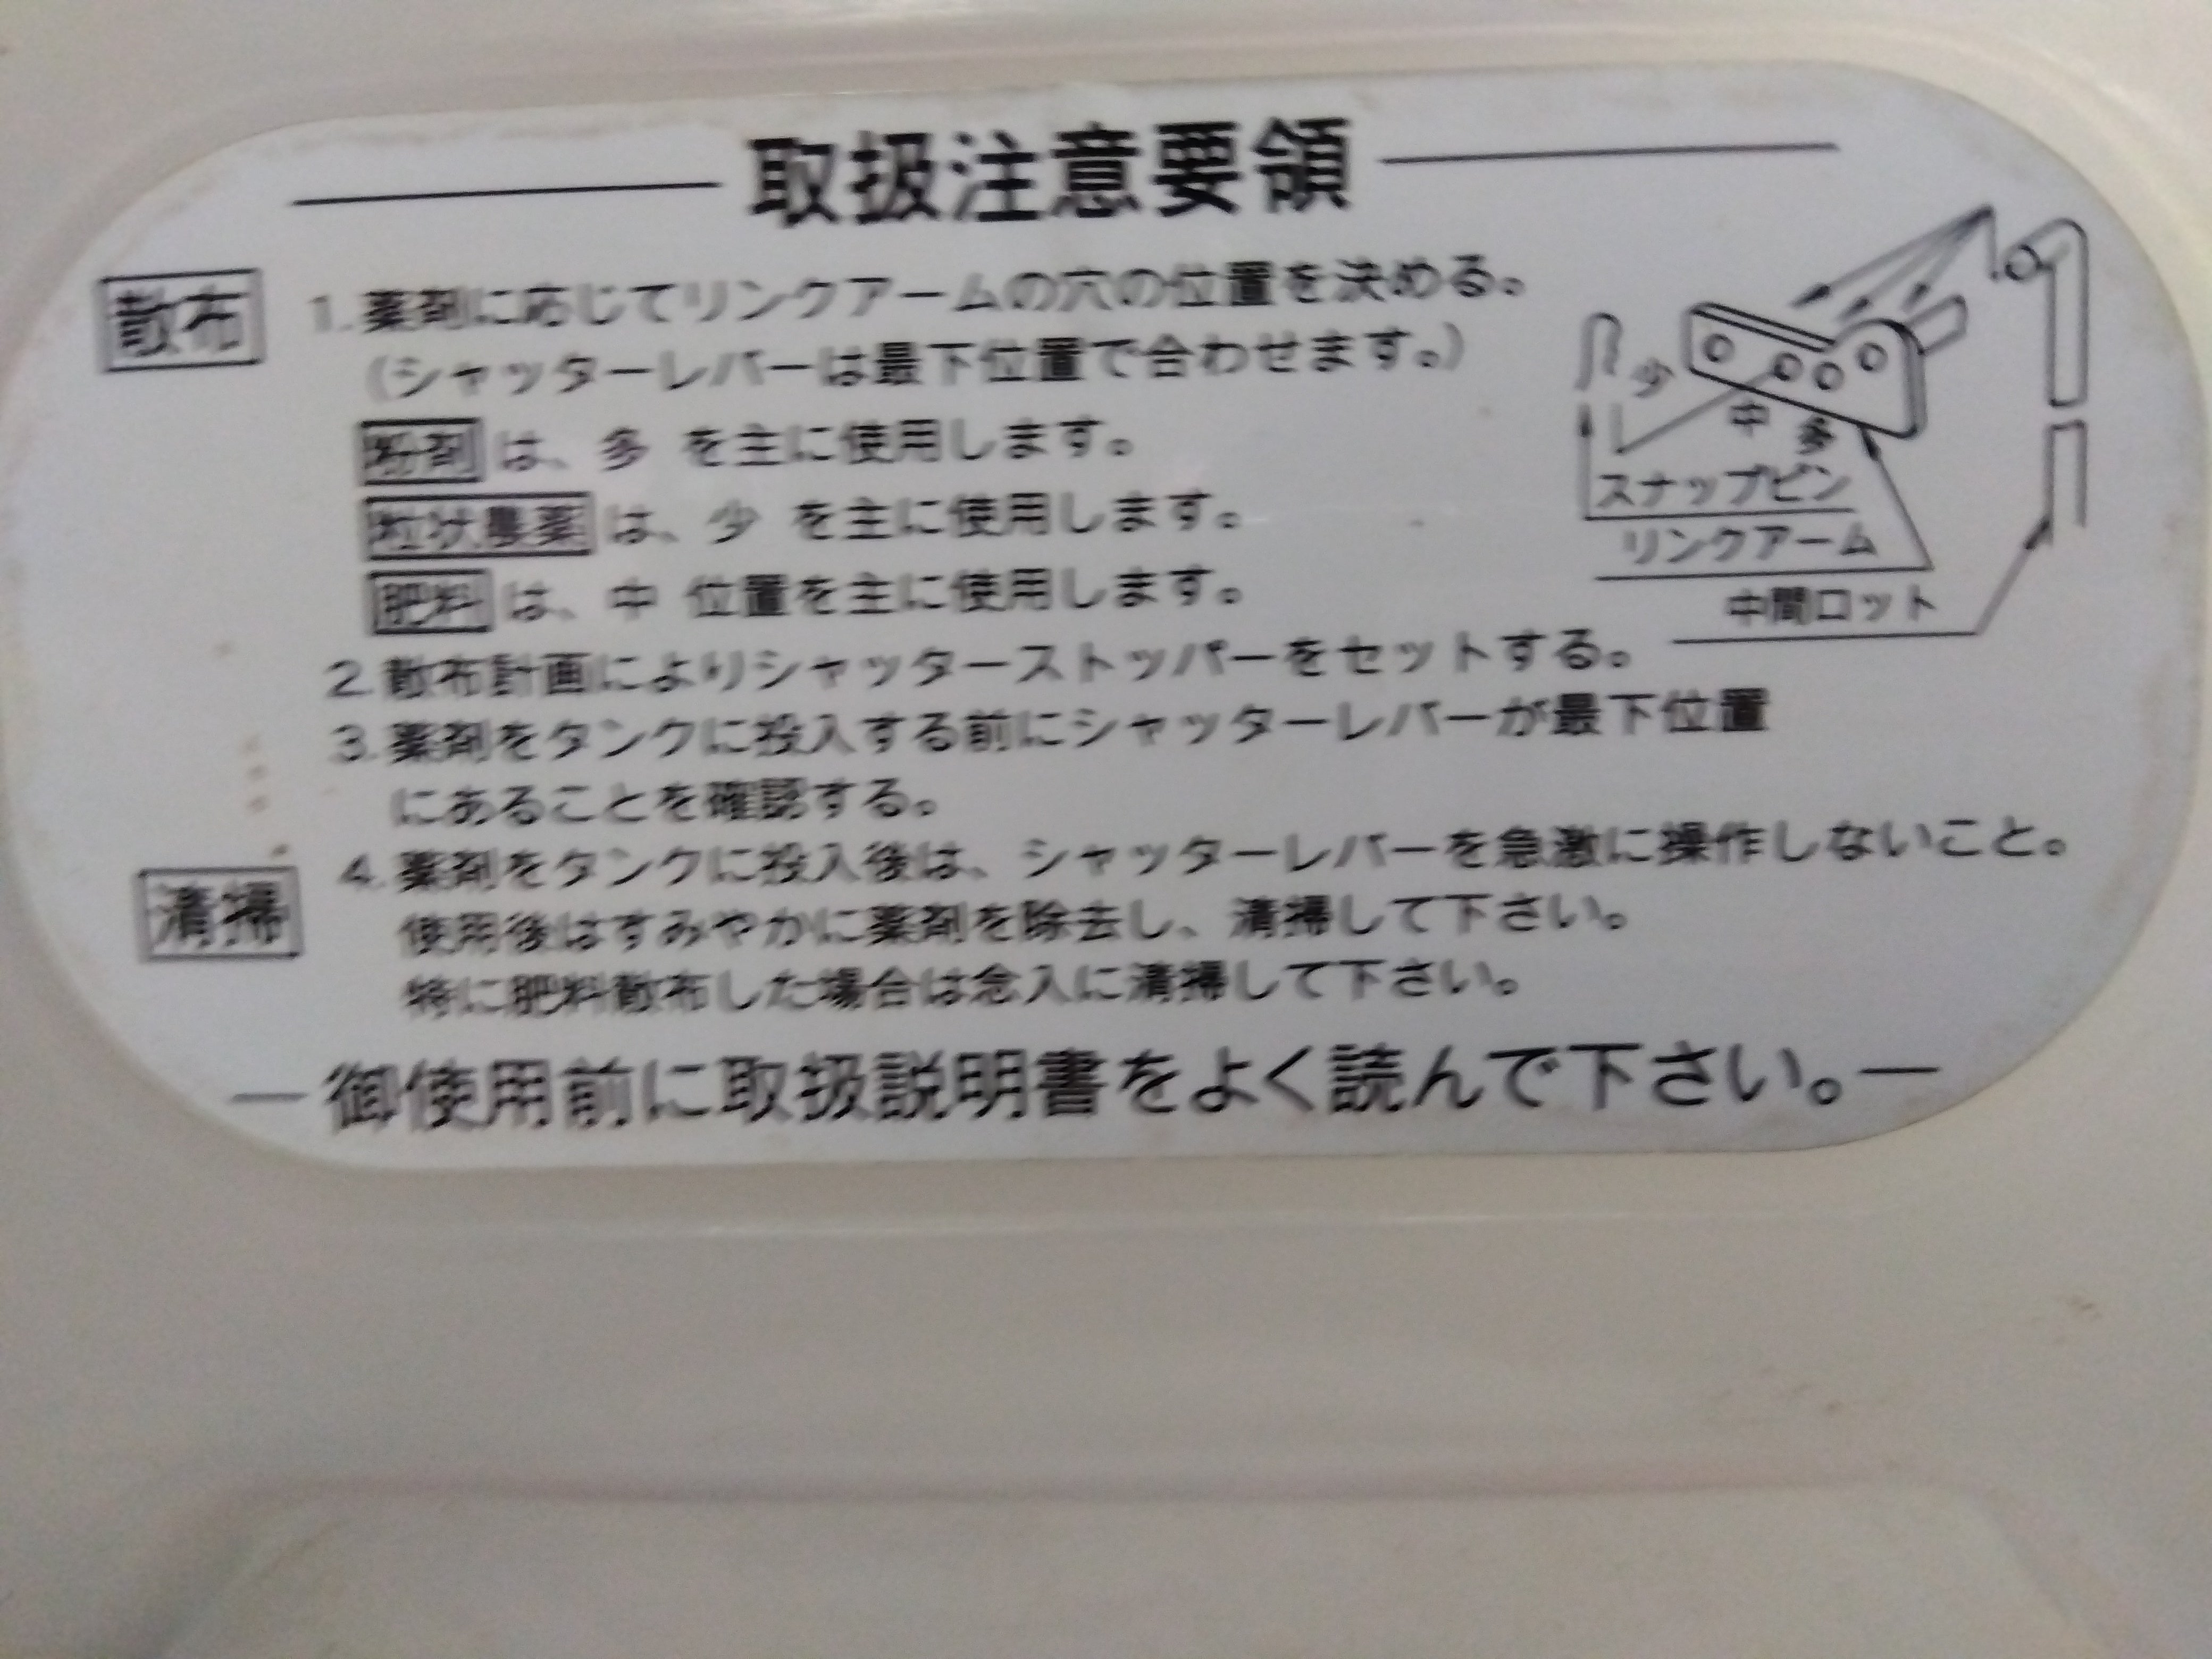 取扱注意要領
散布
1.薬剤に応じてリンクアームの穴の位置を決める。
(シャッターレバーは最下位置で合わせます。)
粉剤は、多 を主に使用します。
粒状農薬は、少 を主に使用します。
肥料は、中 位置を主に使用します。
2.散布計画によりシャッターストッパーをセットする。
3.薬剤をタンクに投入する前にシャッターレバーが最下位置
にあることを確認する。
4.薬剤をタンクに投入後は、シャッターレバーを急激に操作しないこと。
清掃
使用後はすみやかに薬剤を除去し、清掃して下さい。
特に肥料散布した場合は念入に清掃して下さい。
少
中
多
スナップピン
リンクアーム
中間ロット
御使用前に取扱説明書をよく読んで下さい。